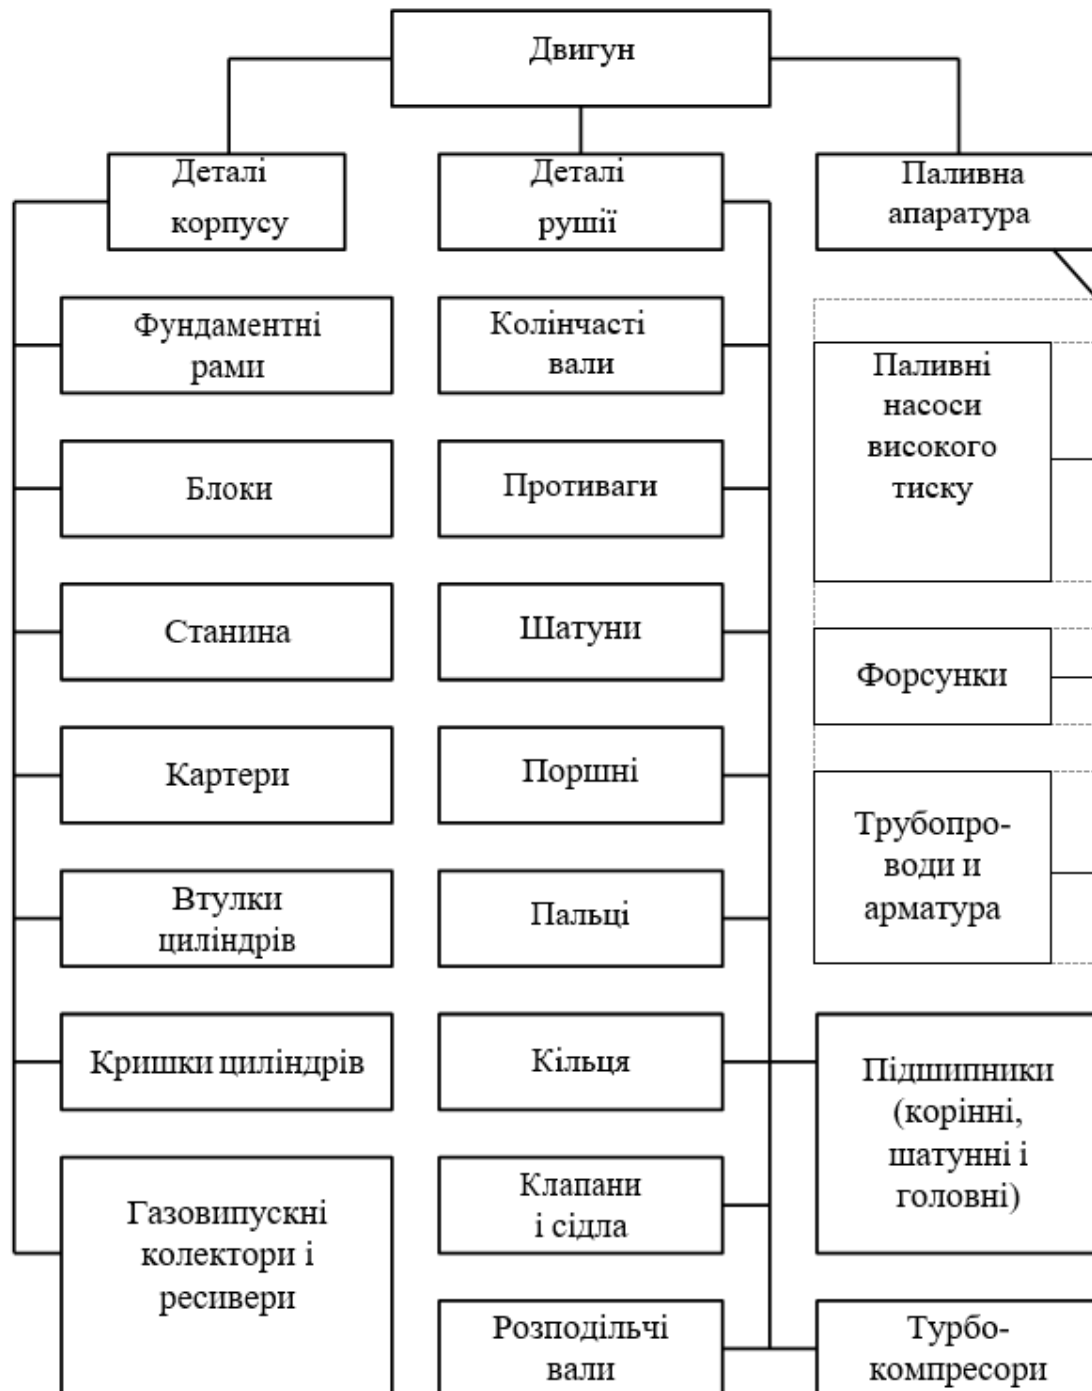 Двигун
Деталі
корпусу
Деталі
рушії
Паливна
апаратура
Фундаментні
рами
Колінчасті
вали
Паливні
насоси
високого
тиску
Блоки
Противаги
Станина
Шатуни
Форсунки
Картери
Поршні
Трубопро-
води и
арматура
Втулки
циліндрів
Пальці
Кришки циліндрів
Кільця
Підшипники
(корінні,
шатунні і
головні)
Газовипускні
колектори і
ресивери
Клапани
і сідла
Розподільчі
вали
Турбо-
компресори